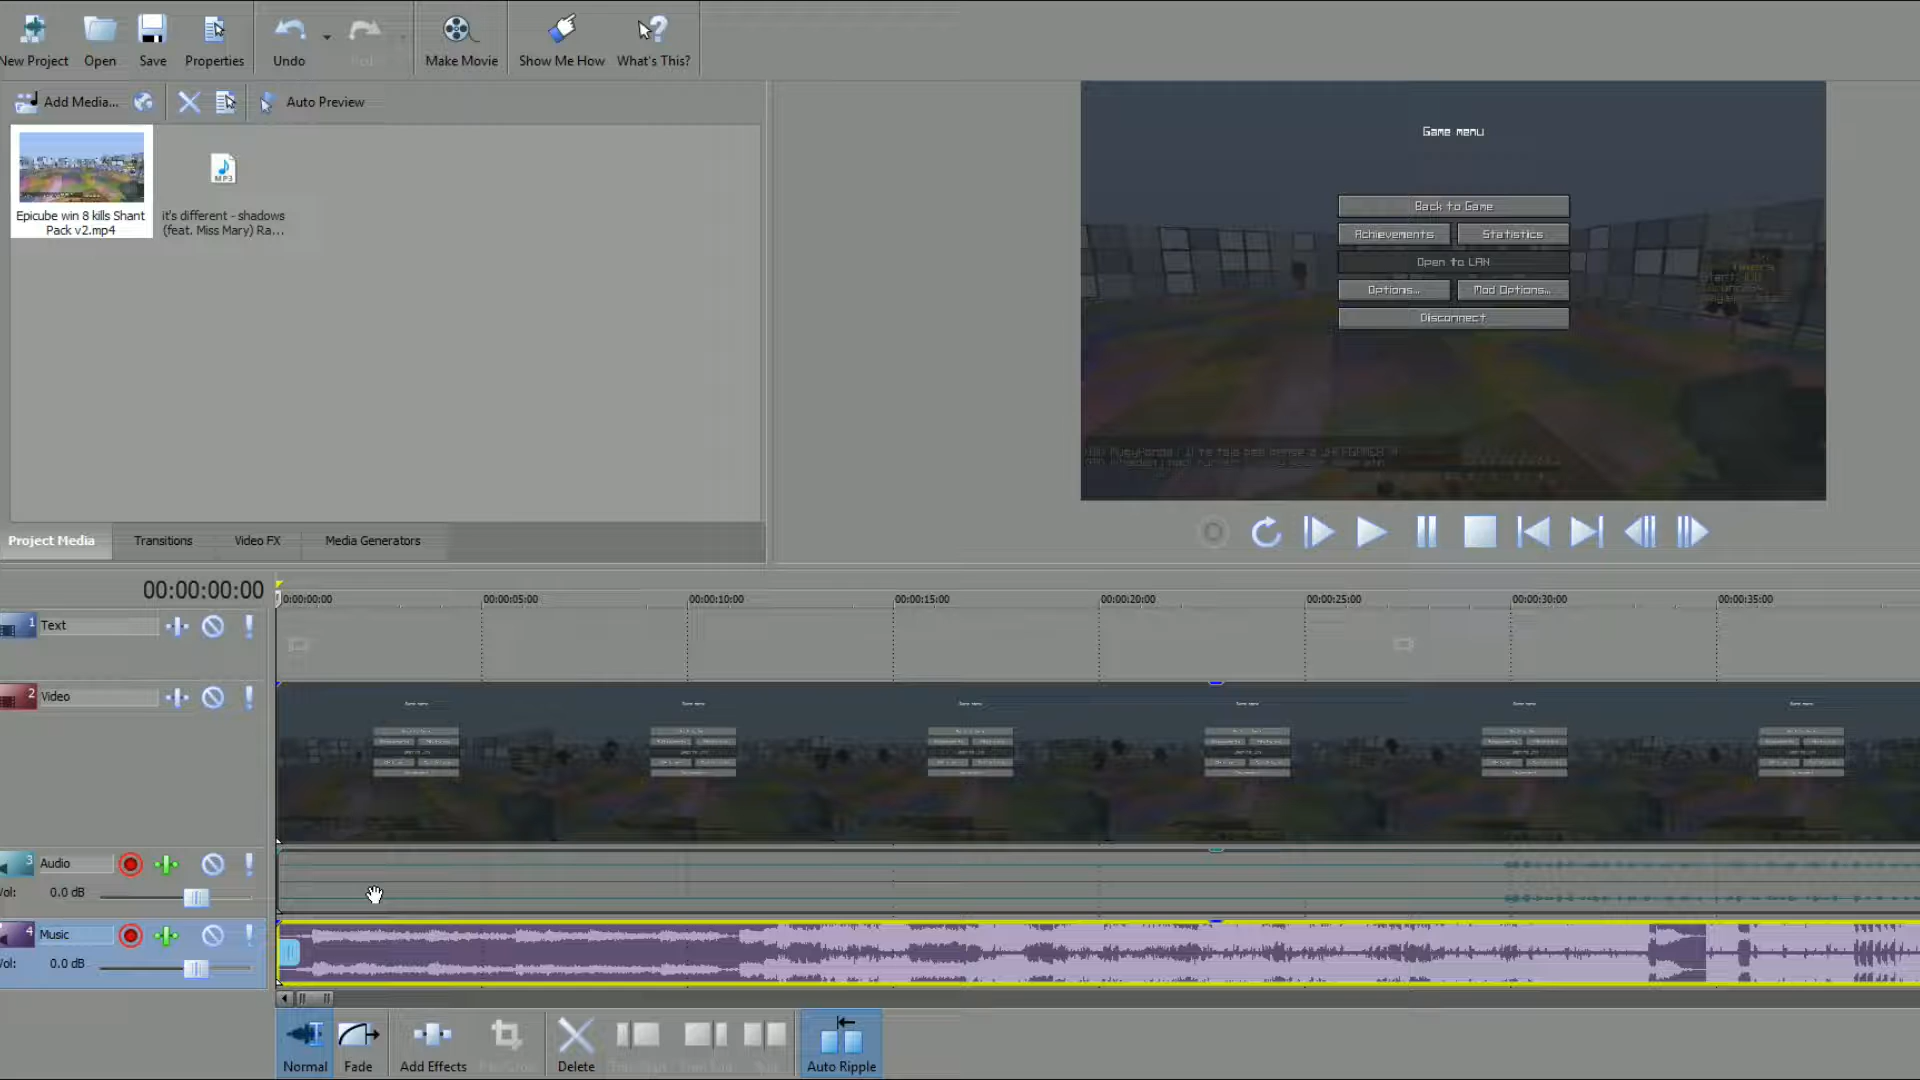 New Project
Open
Save
Properties
Undo
Make Movie
Show Me How
What's This?
Add Media...
Auto Preview
Epicube win 8 kills Shant
Pack v2.mp4
MP3
it's different - shadows
(feat. Miss Mary) Ra...
Game menu
Back to Game
Achievements
Statistics
Open to LAN
Options...
Mod Options...
Disconnect
Project Media
Transitions
Video FX
Media Generators
00:00:00:00
0:00:00:00
00:00:05:00
00:00:10:00
00:00:15:00
00:00:20:00
00:00:25:00
00:00:30:00
00:00:35:00
1
Text
2
Video
3
Audio
Vol:
0.0 dB
4
Music
Vol:
0.0 dB
Normal
Fade
Add Effects
Delete
Auto Ripple